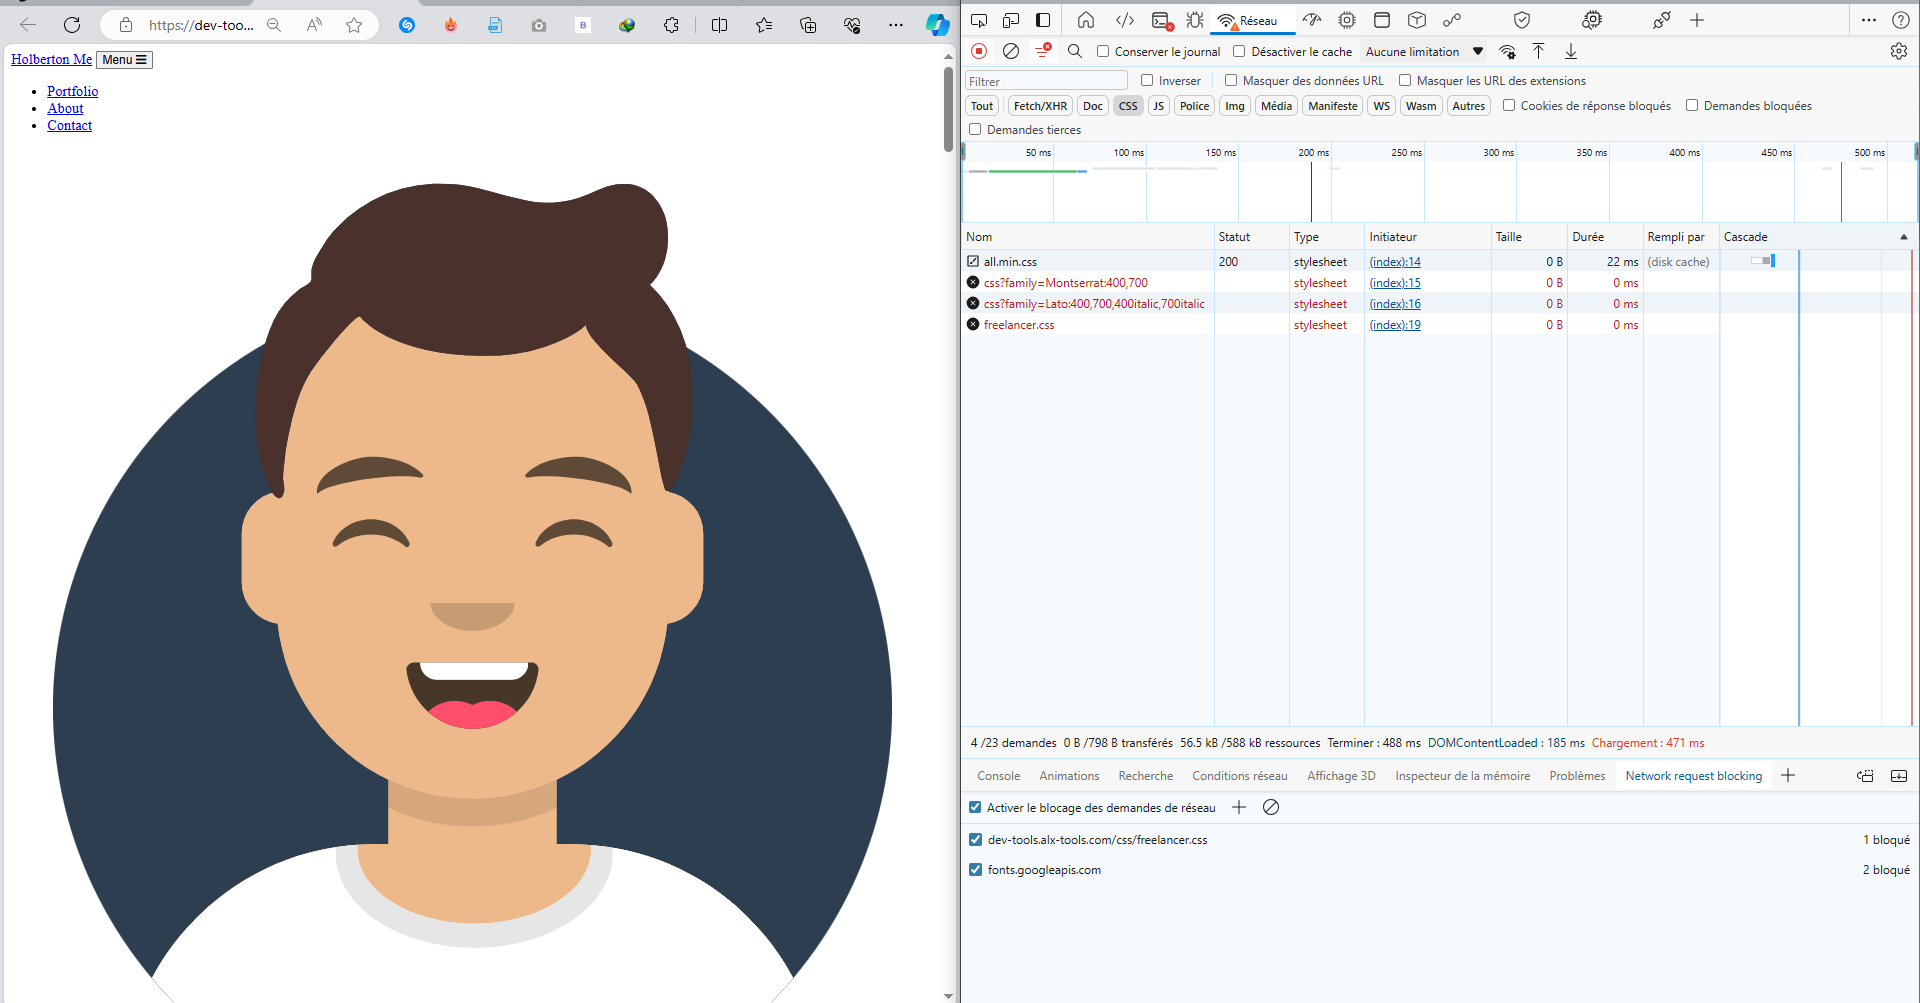 https://dev-too...
Holberton Me Menu
Portfolio
About
Contact
Réseau
Conserver le journal Désactiver le cache Aucune limitation
Filtrer Inverser Masquer des données URL Masquer les URL des extensions
Tout Fetch/XHR Doc CSS JS Police Img Média Manifeste WS Wasm Autres Cookies de réponse bloqués Demandes bloquées
Demandes tierces
50 ms 100 ms 150 ms 200 ms 250 ms 300 ms 350 ms 400 ms 450 ms 500 ms
Nom Statut Type Initiateur Taille Durée Rempli par Cascade
all.min.css 200 stylesheet (index):14 0 B 22 ms (disk cache)
css?family=Montserrat:400,700 stylesheet (index):15 0 B 0 ms
css?family=Lato:400,700,400italic,700italic stylesheet (index):16 0 B 0 ms
freelancer.css stylesheet (index):19 0 B 0 ms
4 /23 demandes 0 B /798 B transférés 56.5 kB /588 kB ressources Terminer : 488 ms DOMContentLoaded : 185 ms Chargement : 471 ms
Console Animations Recherche Conditions réseau Affichage 3D Inspecteur de la mémoire Problèmes Network request blocking
Activer le blocage des demandes de réseau
dev-tools.alx-tools.com/css/freelancer.css 1 bloqué
fonts.googleapis.com 2 bloqué